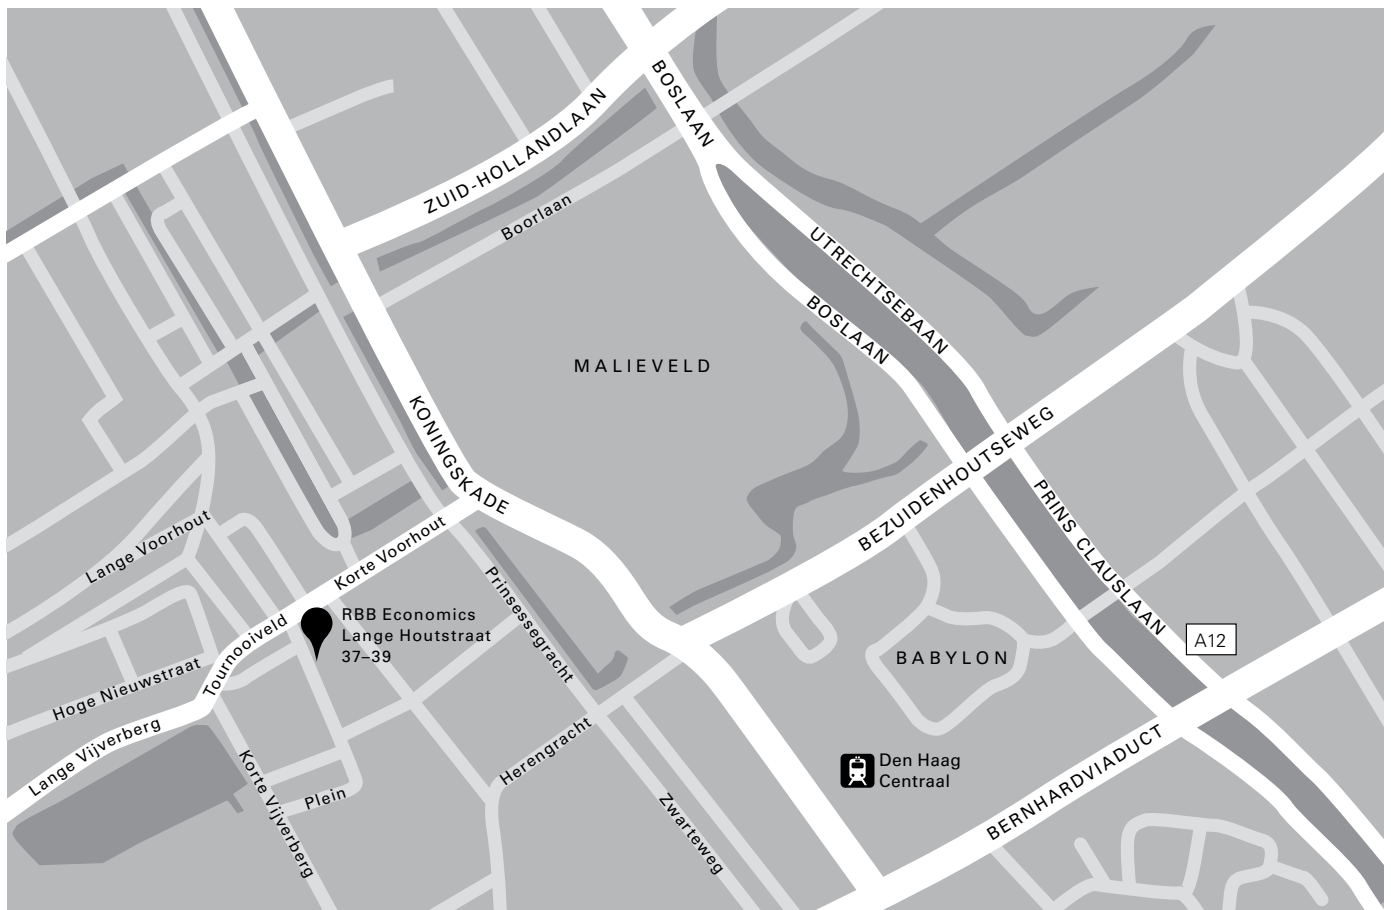 BOSLAAN
ZUID-HOLLANDLAAN
Boorlaan
UTRECHTSEBAAN
BOSLAAN
MALIEVELD
KONINGSKADE
BEZUIDENHOUTSEWEG
PRINS CLAUSLAAN
Lange Voorhout
Korte Voorhout
Prinsessegracht
RBB Economics
Lange Houtstraat
37–39
Tournooiveld
A12
BABYLON
Hoge Nieuwstraat
Lange Vijverberg
Herengracht
Korte Vijverberg
Plein
Den Haag
Centraal
BERNHARDVIADUCT
Zwarteweg